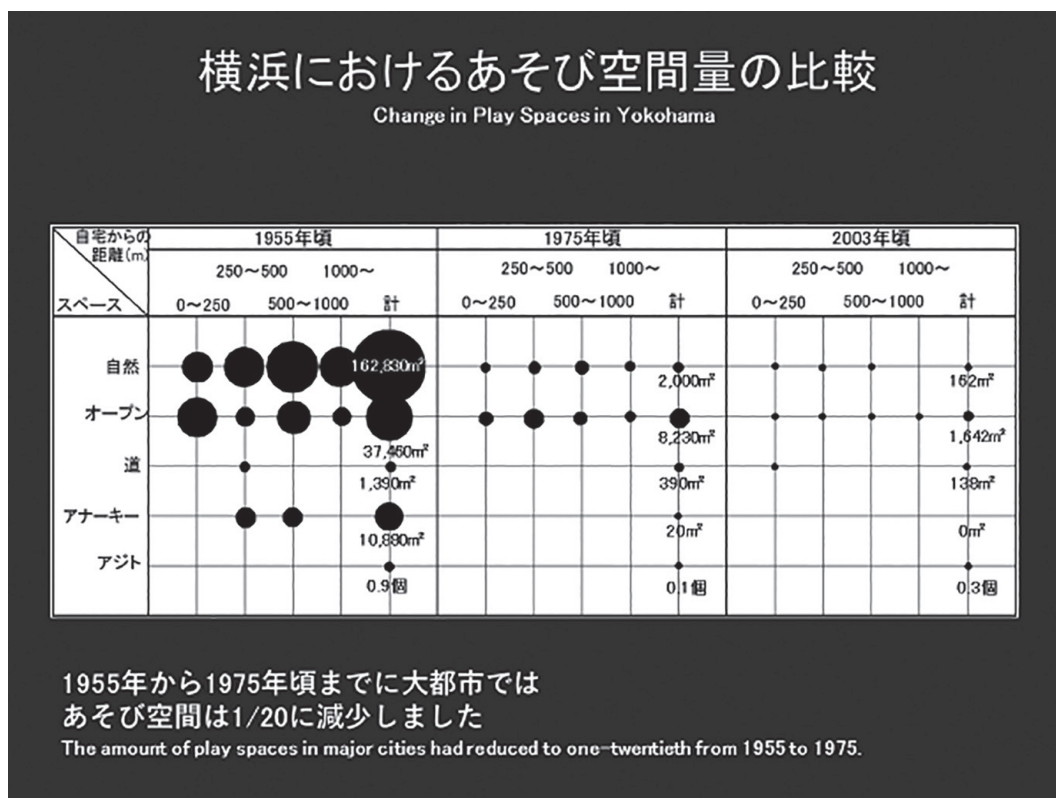 横浜におけるあそび空間量の比較
Change in Play Spaces in Yokohama
自宅からの
距離(m)
スペース
1955年頃
1975年頃
2003年頃
250～500 1000～
250～500 1000～
250～500 1000～
0～250 500～1000 計
0～250 500～1000 計
0～250 500～1000 計
自然
162,830m²
2,000m²
162m²
オープン
37,460m²
8,230m²
1,642m²
道
1,390m²
390m²
138m²
アナーキー
10,880m²
20m²
0m²
アジト
0.9個
0.1個
0.3個
1955年から1975年頃までに大都市では
あそび空間は1/20に減少しました
The amount of play spaces in major cities had reduced to one-twentieth from 1955 to 1975.